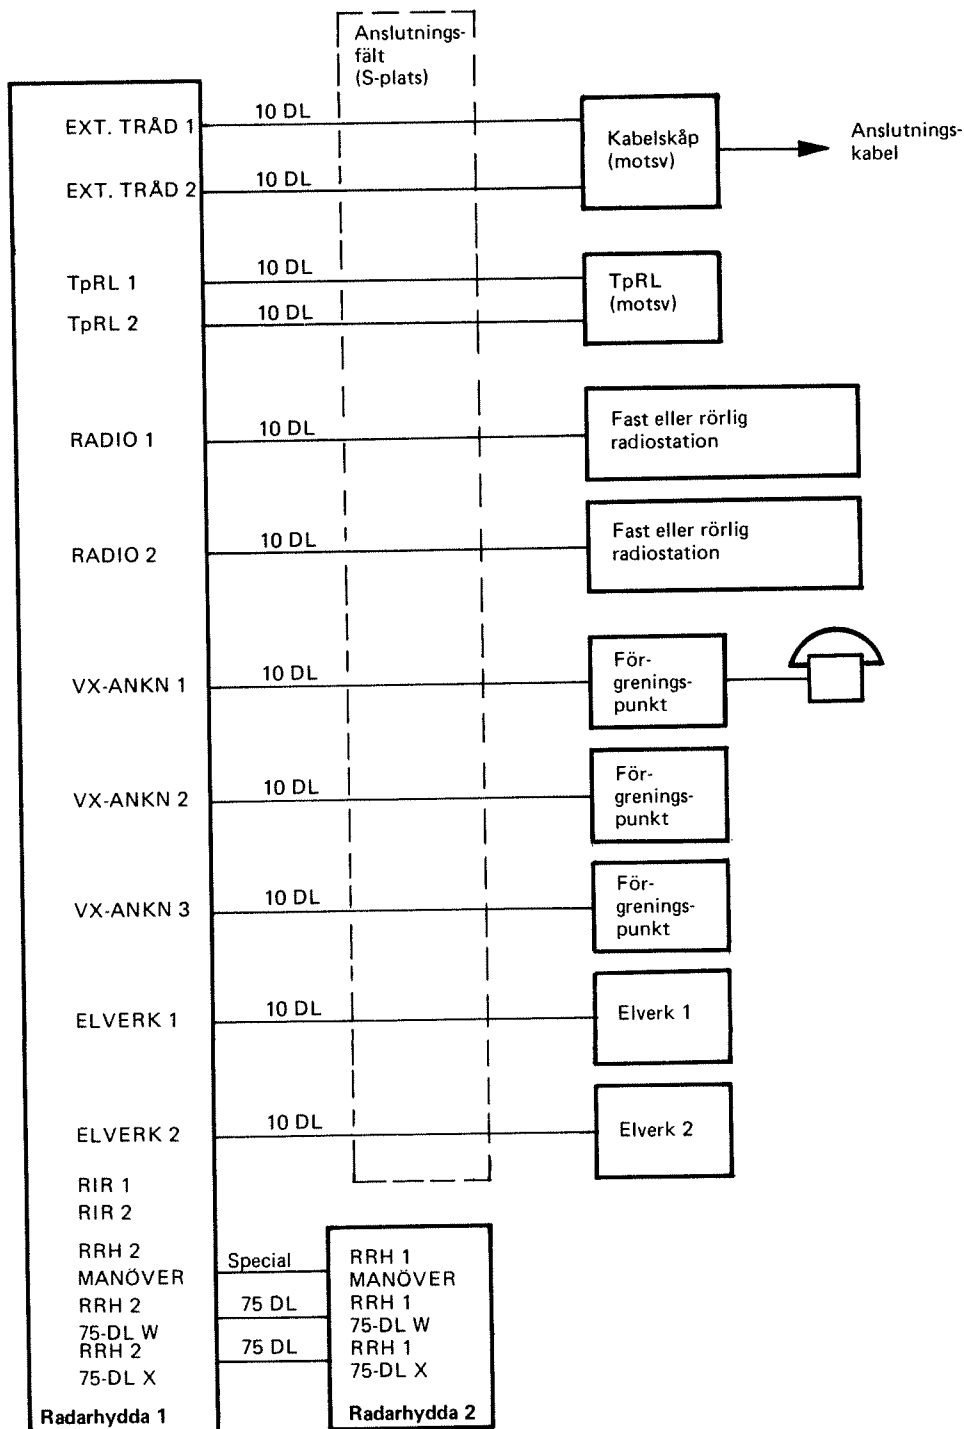 Anslutnings-
fält
(S-plats)
EXT. TRÅD 1
10 DL
Kabelskåp
(motsv)
Anslutnings-
kabel
EXT. TRÅD 2
10 DL
TpRL 1
10 DL
TpRL
(motsv)
TpRL 2
10 DL
RADIO 1
10 DL
Fast eller rörlig
radiostation
RADIO 2
10 DL
Fast eller rörlig
radiostation
VX-ANKN 1
10 DL
För-
grenings-
punkt
VX-ANKN 2
10 DL
För-
grenings-
punkt
VX-ANKN 3
10 DL
För-
grenings-
punkt
ELVERK 1
10 DL
Elverk 1
ELVERK 2
10 DL
Elverk 2
RIR 1
RIR 2
RRH 2
MANÖVER
Special
RRH 1
MANÖVER
RRH 2
75-DL W
75 DL
RRH 1
75-DL W
RRH 2
75-DL X
75 DL
RRH 1
75-DL X
Radarhydda 1
Radarhydda 2